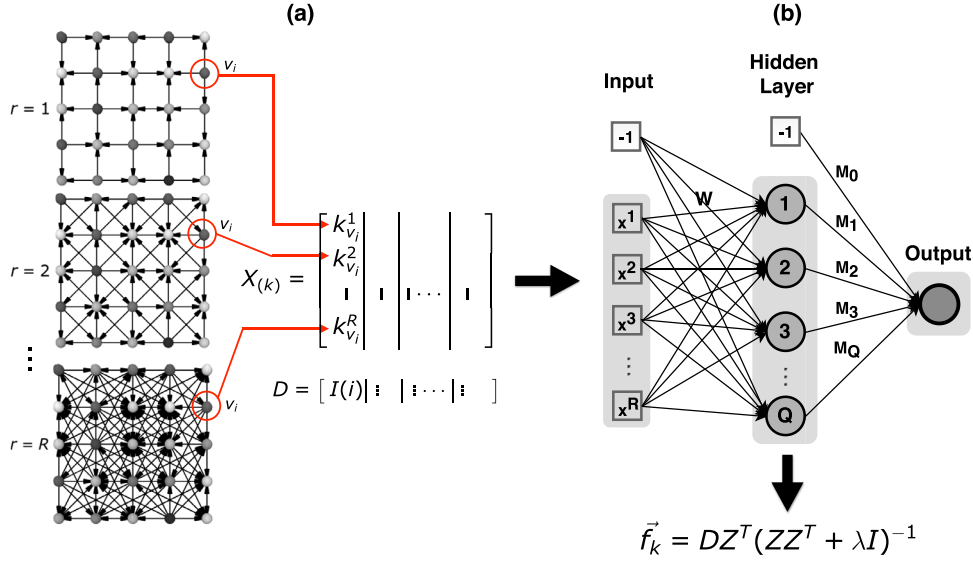 (a)
r = 1
v_i
r = 2
v_i
⋮
r = R
v_i
X_(k) = [ k^1_{v_i} k^2_{v_i} ⋯ k^R_{v_i} ]
D = [ I(i) ⋯ ]
(b)
Input
Hidden
Layer
Output
-1
-1
x^1
x^2
x^3
...
x^R
W
1
2
3
...
Q
M_0
M_1
M_2
M_3
M_Q
\vec{f_k} = DZ^T(ZZ^T + λI)^{-1}